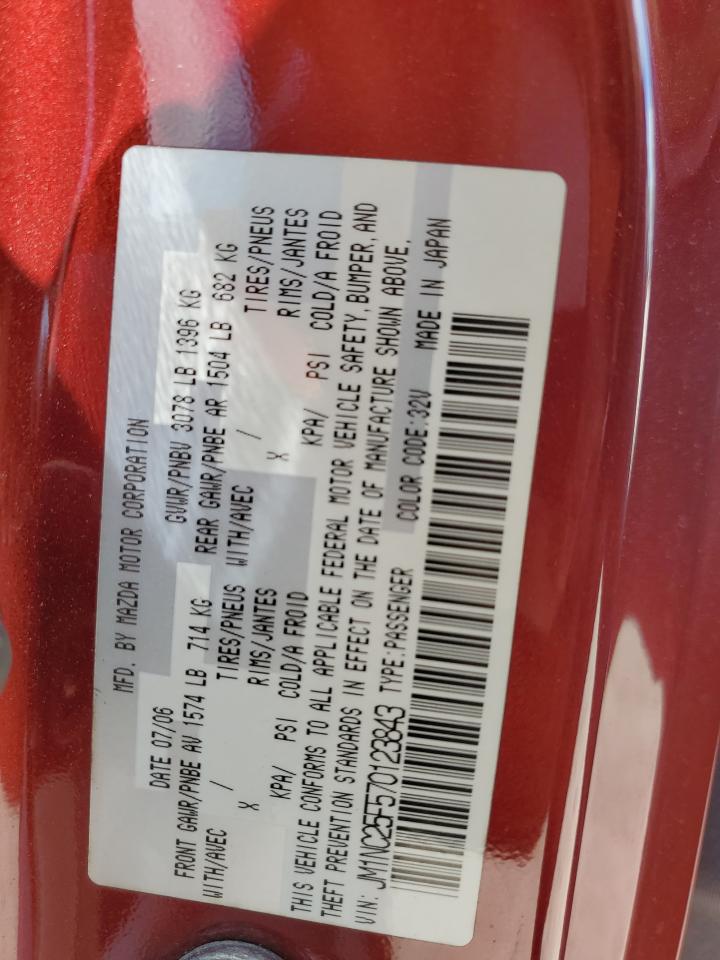 MFD. BY MAZDA MOTOR CORPORATION
DATE 07/06 GVWR/PNBV 3078 LB 1396 KG
FRONT GAWR/PNBE AV 1574 LB 714 KG REAR GAWR/PNBE AR 1504 LB 682 KG
WITH/AVEC / TIRES/PNEUS WITH/AVEC / TIRES/PNEUS
X RIMS/JANTES X RIMS/JANTES
KPA/ PSI COLD/A FROID KPA/ PSI COLD/A FROID
THIS VEHICLE CONFORMS TO ALL APPLICABLE FEDERAL MOTOR VEHICLE SAFETY, BUMPER, AND
THEFT PREVENTION STANDARDS IN EFFECT ON THE DATE OF MANUFACTURE SHOWN ABOVE.
VIN: JM1NC25F570123843 TYPE:PASSENGER COLOR CODE:32V MADE IN JAPAN